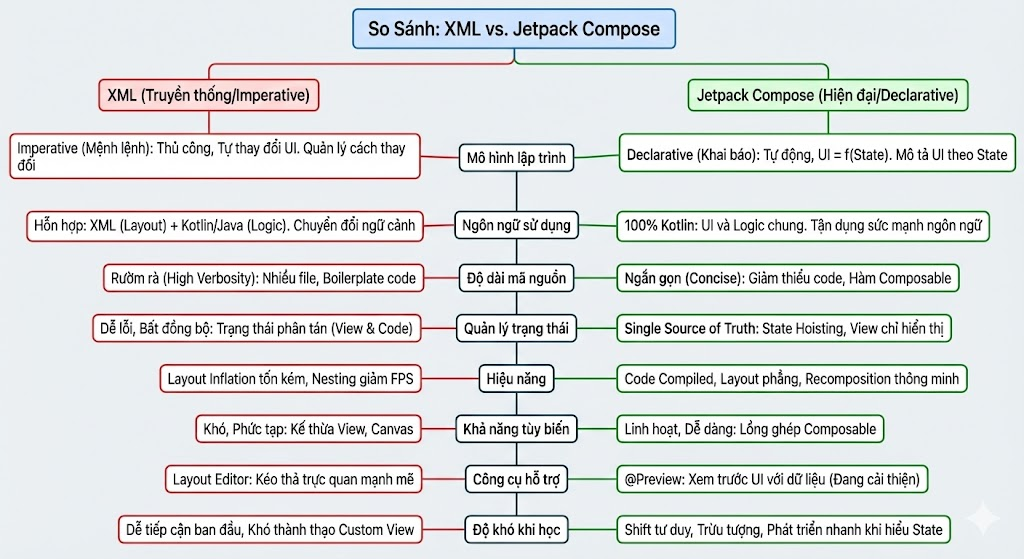 So Sánh: XML vs. Jetpack Compose
XML (Truyền thống/Imperative)
Jetpack Compose (Hiện đại/Declarative)
Imperative (Mệnh lệnh): Thủ công, Tự thay đổi UI. Quản lý cách thay
đổi
Mô hình lập trình
Declarative (Khai báo): Tự động, UI = f(State). Mô tả UI theo State
Hỗn hợp: XML (Layout) + Kotlin/Java (Logic). Chuyển đổi ngữ cảnh
Ngôn ngữ sử dụng
100% Kotlin: UI và Logic chung. Tận dụng sức mạnh ngôn ngữ
Rườm rà (High Verbosity): Nhiều file, Boilerplate code
Độ dài mã nguồn
Ngắn gọn (Concise): Giảm thiểu code, Hàm Composable
Dễ lỗi, Bất đồng bộ: Trạng thái phân tán (View & Code)
Quản lý trạng thái
Single Source of Truth: State Hoisting, View chỉ hiển thị
Layout Inflation tốn kém, Nesting giảm FPS
Hiệu năng
Code Compiled, Layout phẳng, Recomposition thông minh
Khó, Phức tạp: Kế thừa View, Canvas
Khả năng tùy biến
Linh hoạt, Dễ dàng: Lồng ghép Composable
Layout Editor: Kéo thả trực quan mạnh mẽ
Công cụ hỗ trợ
@Preview: Xem trước UI với dữ liệu (Đang cải thiện)
Dễ tiếp cận ban đầu, Khó thành thạo Custom View
Độ khó khi học
Shift tư duy, Trừu tượng, Phát triển nhanh khi hiểu State